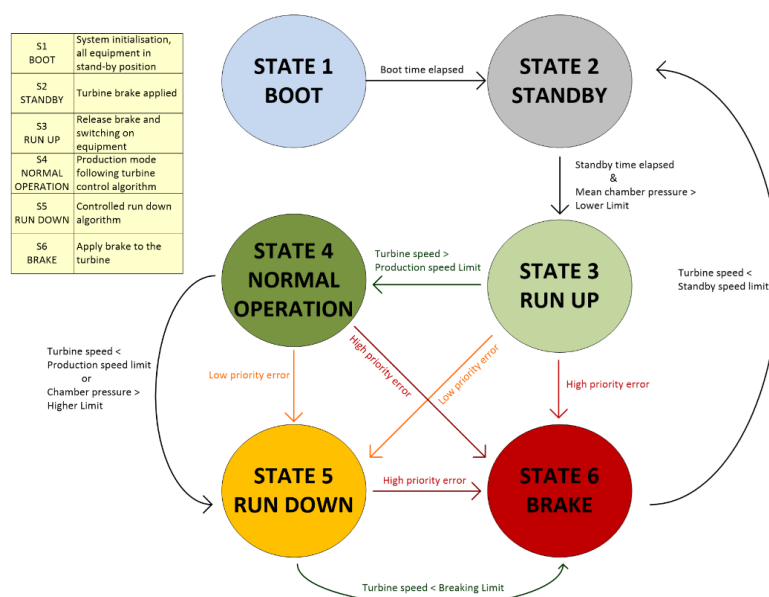 S1
BOOT
System initialisation,
all equipment in
stand-by position
S2
STANDBY
Turbine brake applied
S3
RUN UP
Release brake and
switching on
equipment
S4
NORMAL
OPERATION
Production mode
following turbine
control algorithm
S5
RUN DOWN
Controlled run down
algorithm
S6
BRAKE
Apply brake to the
turbine
STATE 1
BOOT
Boot time elapsed
STATE 2
STANDBY
Standby time elapsed
&
Mean chamber pressure >
Lower Limit
STATE 4
NORMAL
OPERATION
Turbine speed >
Production speed Limit
STATE 3
RUN UP
Turbine speed <
Standby speed limit
Turbine speed <
Production speed limit
or
Chamber pressure >
Higher Limit
Low priority error
High priority error
Low priority error
High priority error
STATE 5
RUN DOWN
High priority error
STATE 6
BRAKE
Turbine speed < Breaking Limit